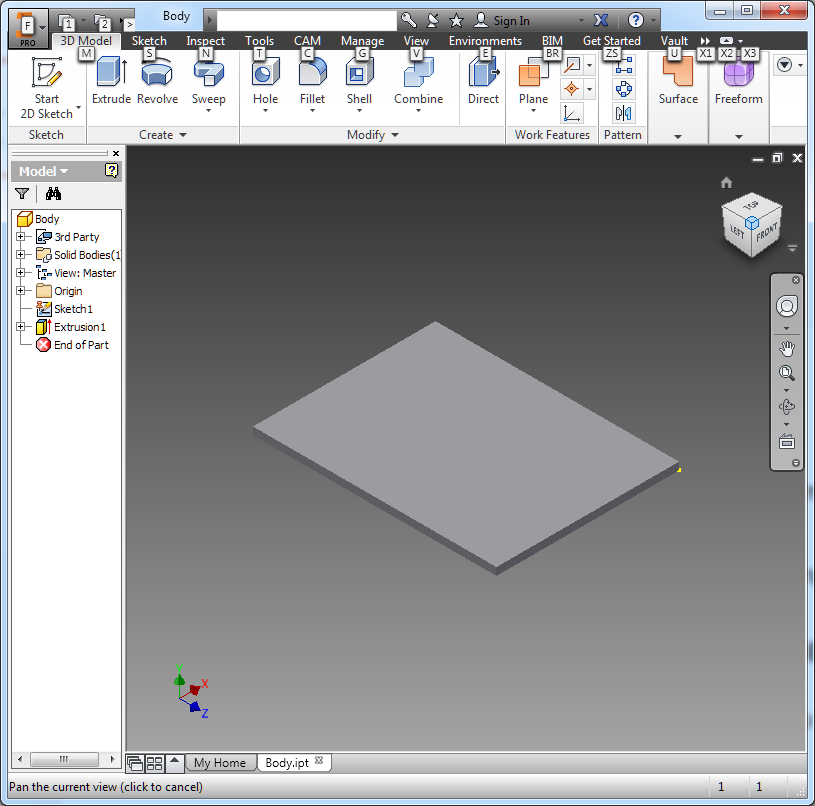 Body
Sign In
F
PRO
1
2
>
3D Model Sketch Inspect Tools CAM Manage View Environments BIM Get Started Vault
M S N T C G V E BR ZS U X1 X2 X3
Start
2D Sketch
Extrude Revolve Sweep Hole Fillet Shell Combine Direct Plane Surface Freeform
Sketch Create Modify Work Features Pattern
Model
Body
3rd Party
Solid Bodies(1
View: Master
Origin
Sketch1
Extrusion1
End of Part
TOP
LEFT FRONT
Y
X
Z
My Home Body.ipt
Pan the current view (click to cancel) 1 1